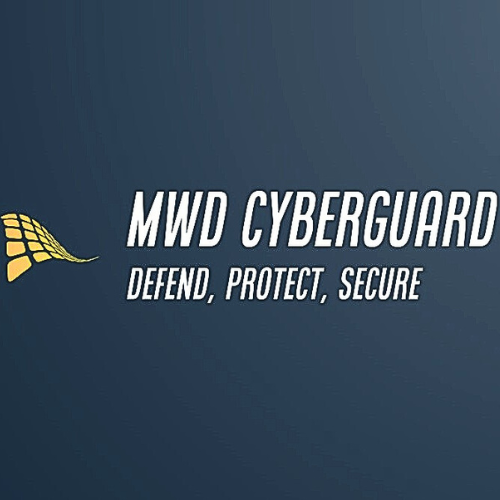 MWD CYBERGUARD
DEFEND, PROTECT, SECURE